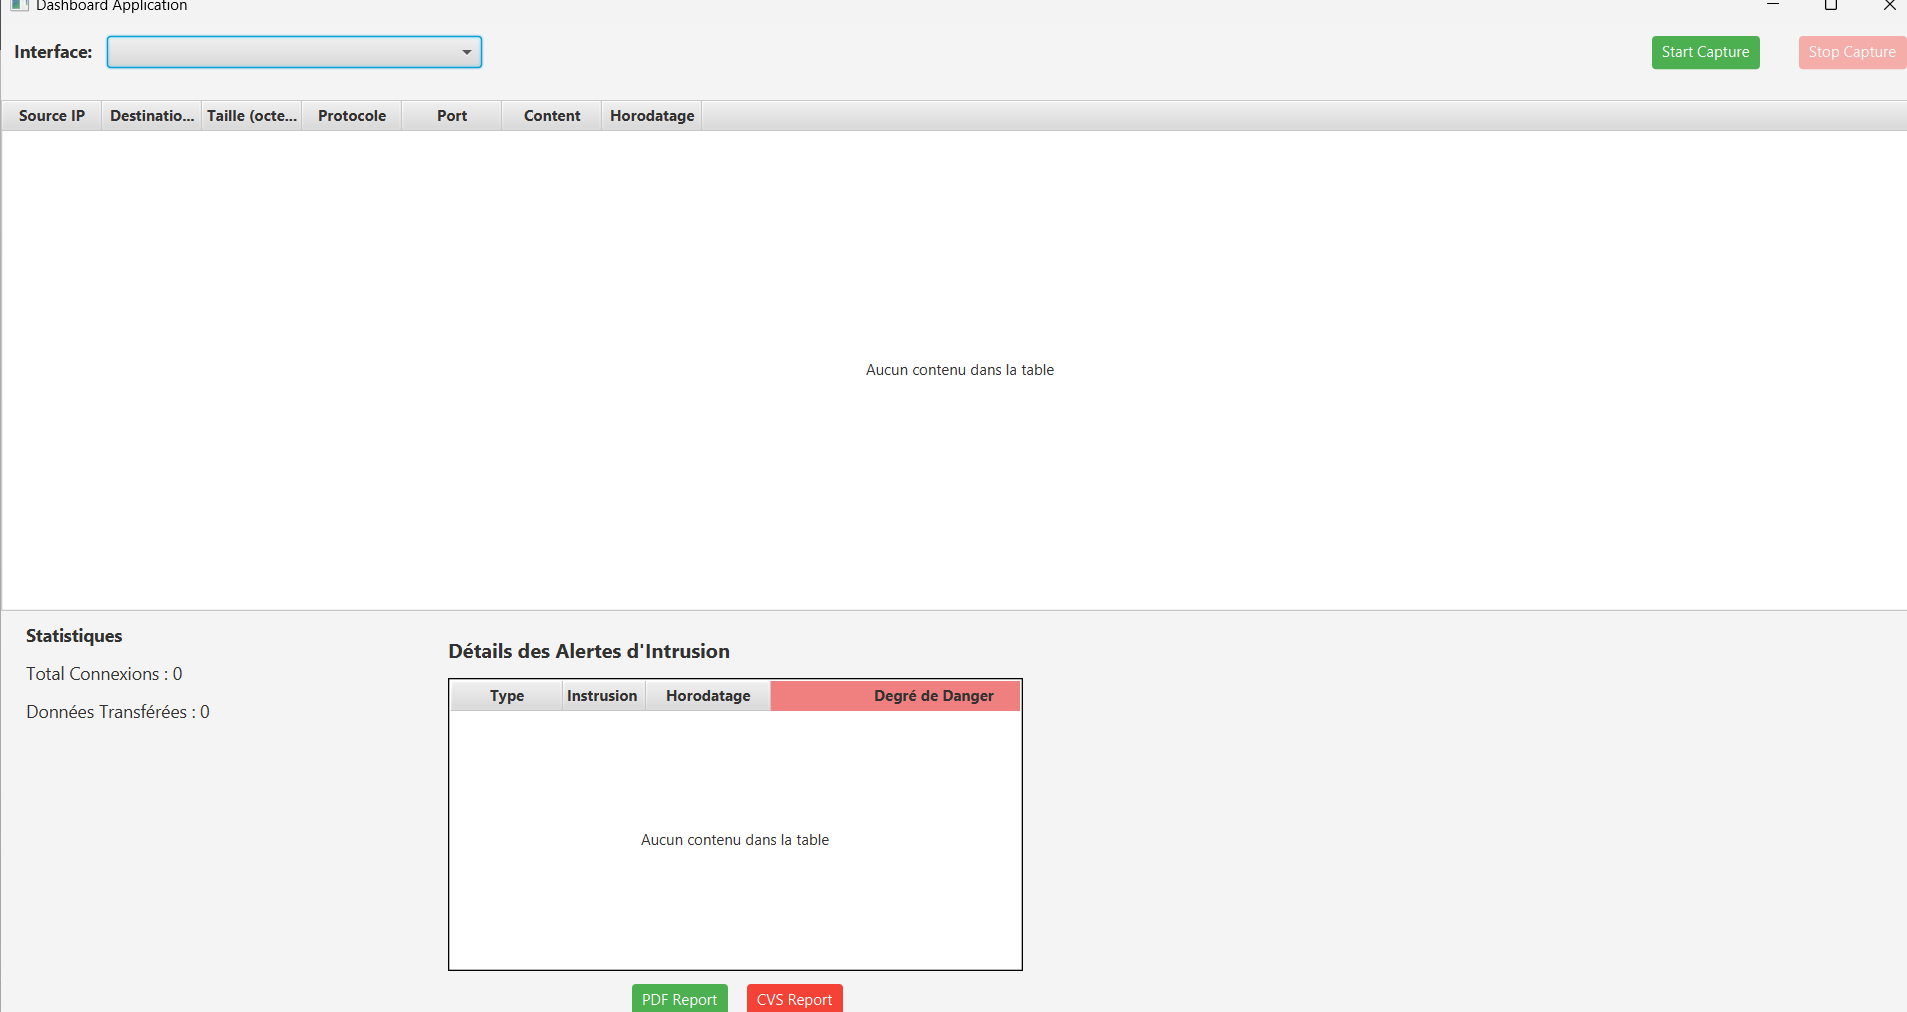 Dashboard Application
Interface:
Start Capture
Stop Capture
Source IP
Destinatio...
Taille (octe...
Protocole
Port
Content
Horodatage
Aucun contenu dans la table
Statistiques
Total Connexions : 0
Données Transférées : 0
Détails des Alertes d'Intrusion
Type
Instrusion
Horodatage
Degré de Danger
Aucun contenu dans la table
PDF Report
CVS Report